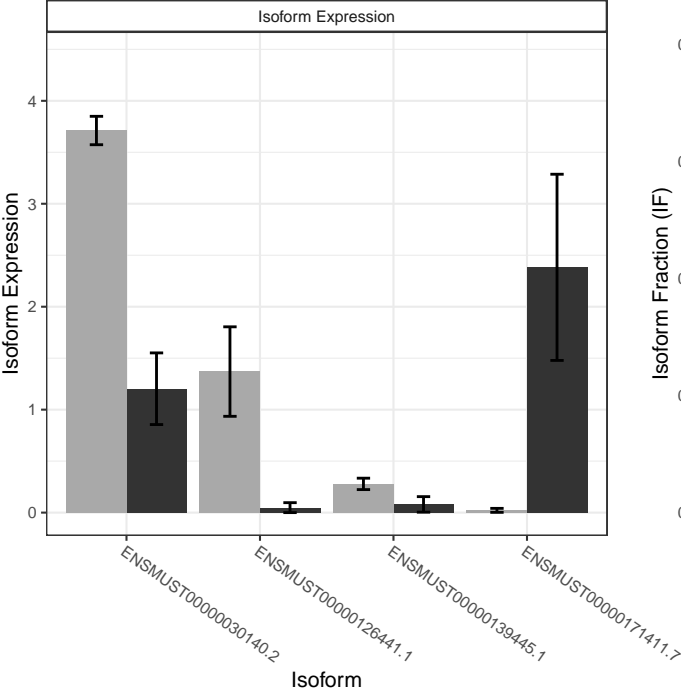 Isoform Expression
Isoform Expression
4
3
2
1
0
ENSMUST00000030140.2
ENSMUST00000126441.1
ENSMUST00000139445.1
ENSMUST00000171411.7
Isoform
Isoform Fraction (IF)